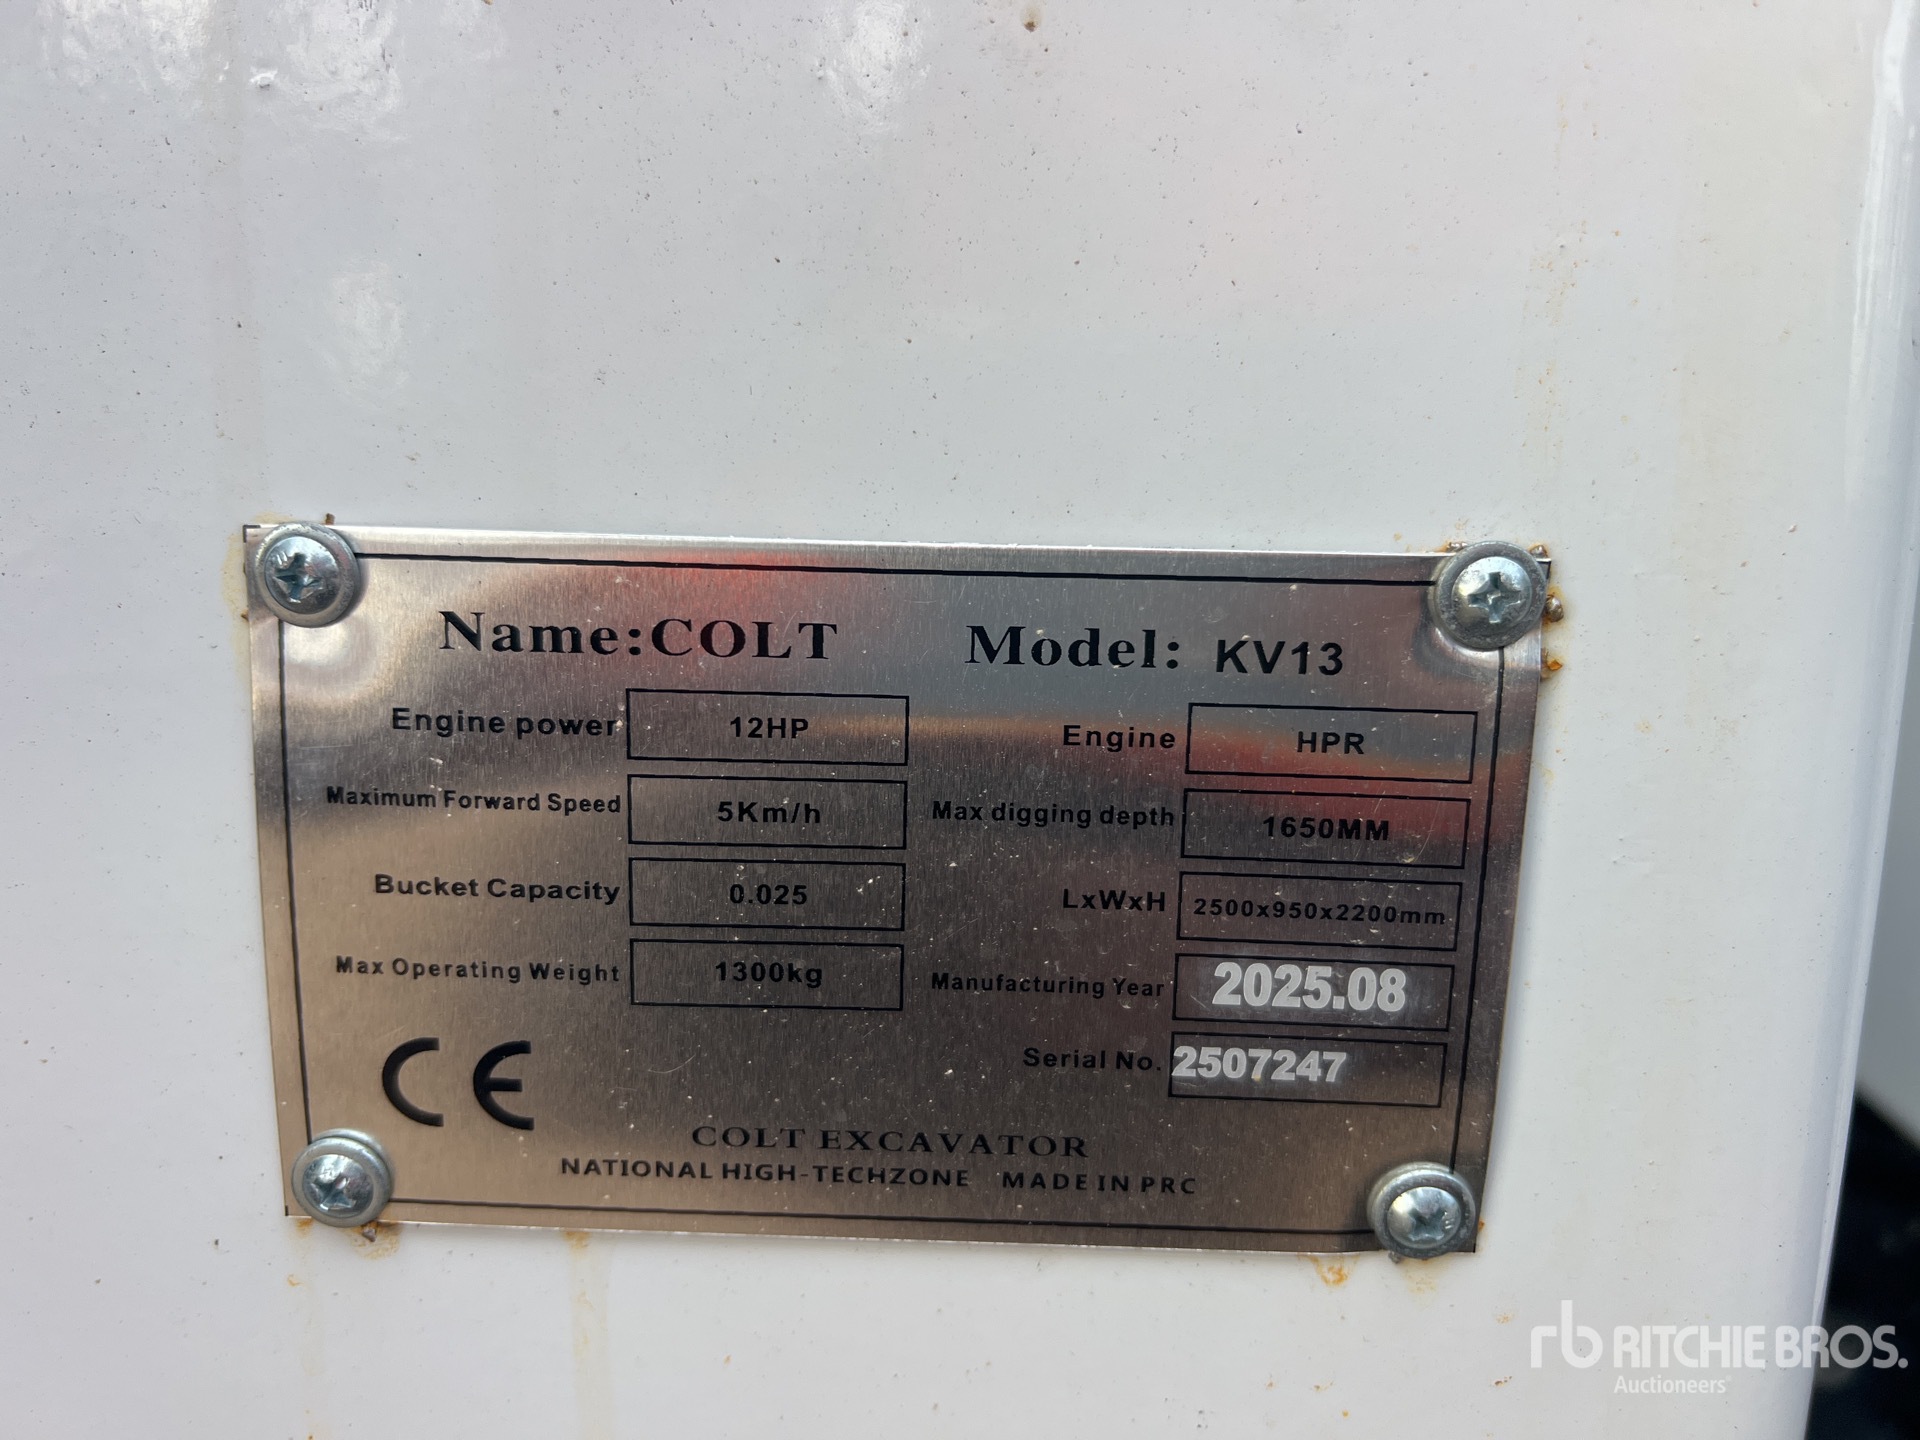 Name:COLT Model: KV13
Engine power 12HP Engine HPR
Maximum Forward Speed 5Km/h Max digging depth 1650MM
Bucket Capacity 0.025 LxWxH 2500x950x2200mm
Max Operating Weight 1300kg Manufacturing Year 2025.08
CE Serial No. 2507247
COLT EXCAVATOR
NATIONAL HIGH-TECHZONE MADE IN PRC
rb RITCHIE BROS.
Auctioneers